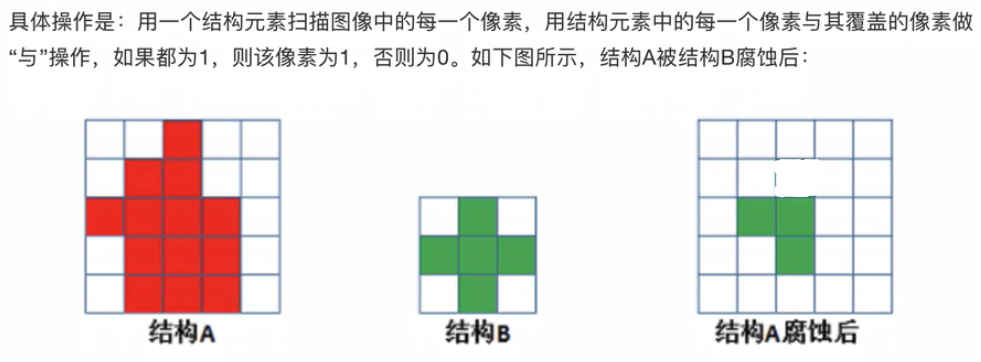 具体操作是：用一个结构元素扫描图像中的每一个像素，用结构元素中的每一个像素与其覆盖的像素做
“与”操作，如果都为1，则该像素为1，否则为0。如下图所示，结构A被结构B腐蚀后：
结构A 结构B 结构A腐蚀后